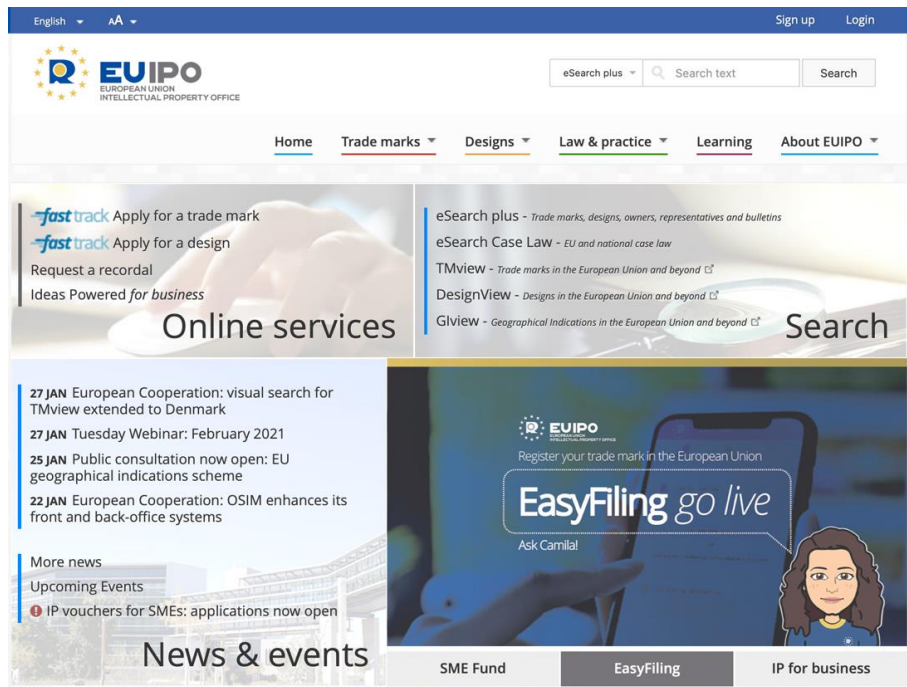 English AA Sign up Login
EUIPO
EUROPEAN UNION
INTELLECTUAL PROPERTY OFFICE
eSearch plus Search text Search
Home Trade marks Designs Law & practice Learning About EUIPO
fast track Apply for a trade mark
fast track Apply for a design
Request a recordal
Ideas Powered for business
Online services
eSearch plus - Trade marks, designs, owners, representatives and bulletins
eSearch Case Law - EU and national case law
TMview - Trade marks in the European Union and beyond
DesignView - Designs in the European Union and beyond
GIview - Geographical Indications in the European Union and beyond
Search
27 JAN European Cooperation: visual search for
TMview extended to Denmark
27 JAN Tuesday Webinar: February 2021
25 JAN Public consultation now open: EU
geographical indications scheme
22 JAN European Cooperation: OSIM enhances its
front and back-office systems
More news
Upcoming Events
IP vouchers for SMEs: applications now open
News & events
EUIPO
EUROPEAN UNION
INTELLECTUAL PROPERTY OFFICE
Register your trade mark in the European Union
EasyFiling go live
Ask Camila!
SME Fund EasyFiling IP for business